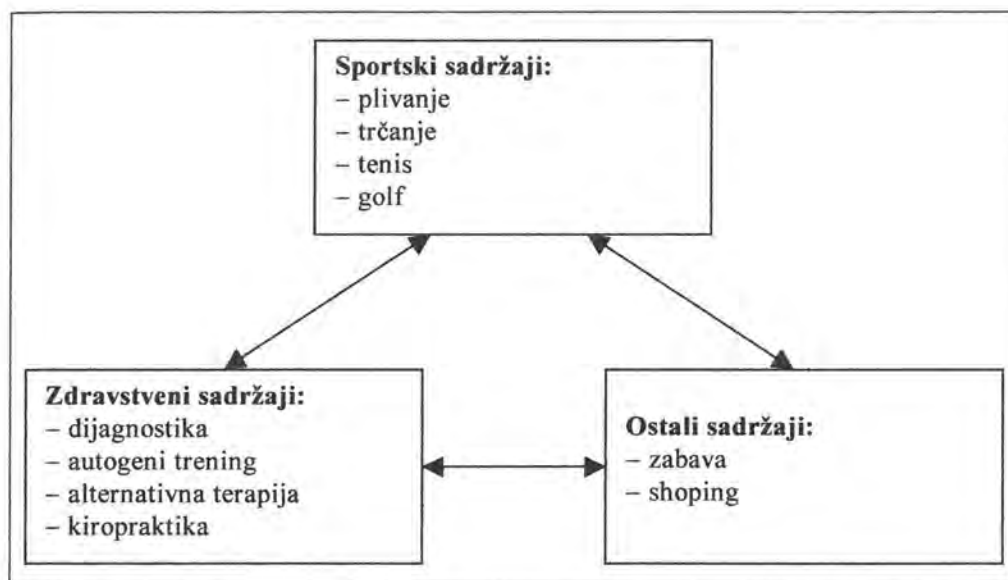 Sportski sadržaji:
– plivanje
– trčanje
– tenis
– golf
Zdravstveni sadržaji:
– dijagnostika
– autogeni trening
– alternativna terapija
– kiropraktika
Ostali sadržaji:
– zabava
– shoping